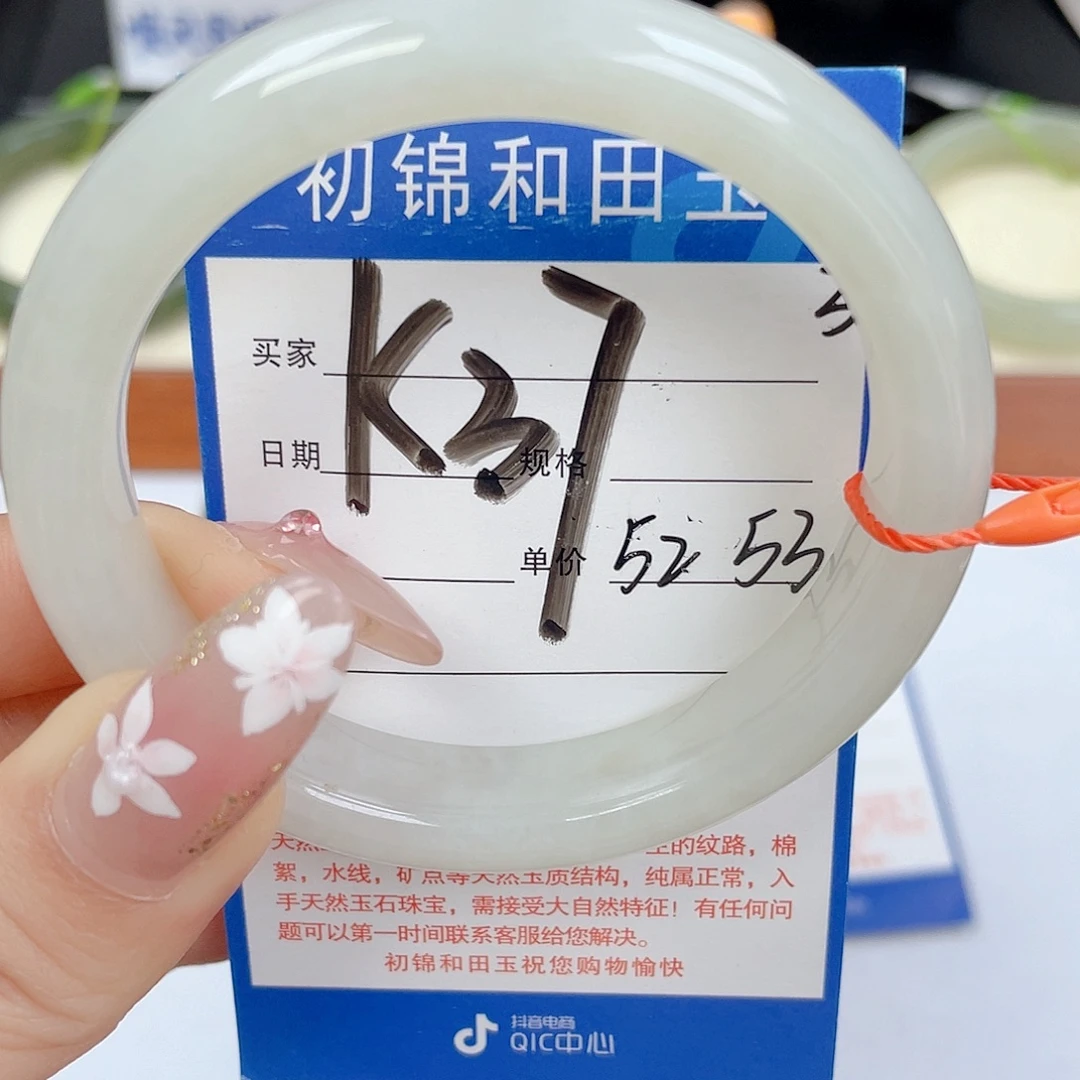 初锦和田玉
K37
买家
日期
规格
单价 52 53
生的纹路，棉
絮，水线，矿点等天然玉质结构，纯属正常，入
手天然玉石珠宝，需接受大自然特征！有任何问
题可以第一时间联系客服给您解决。
初锦和田玉祝您购物愉快
抖音电商
QIC中心